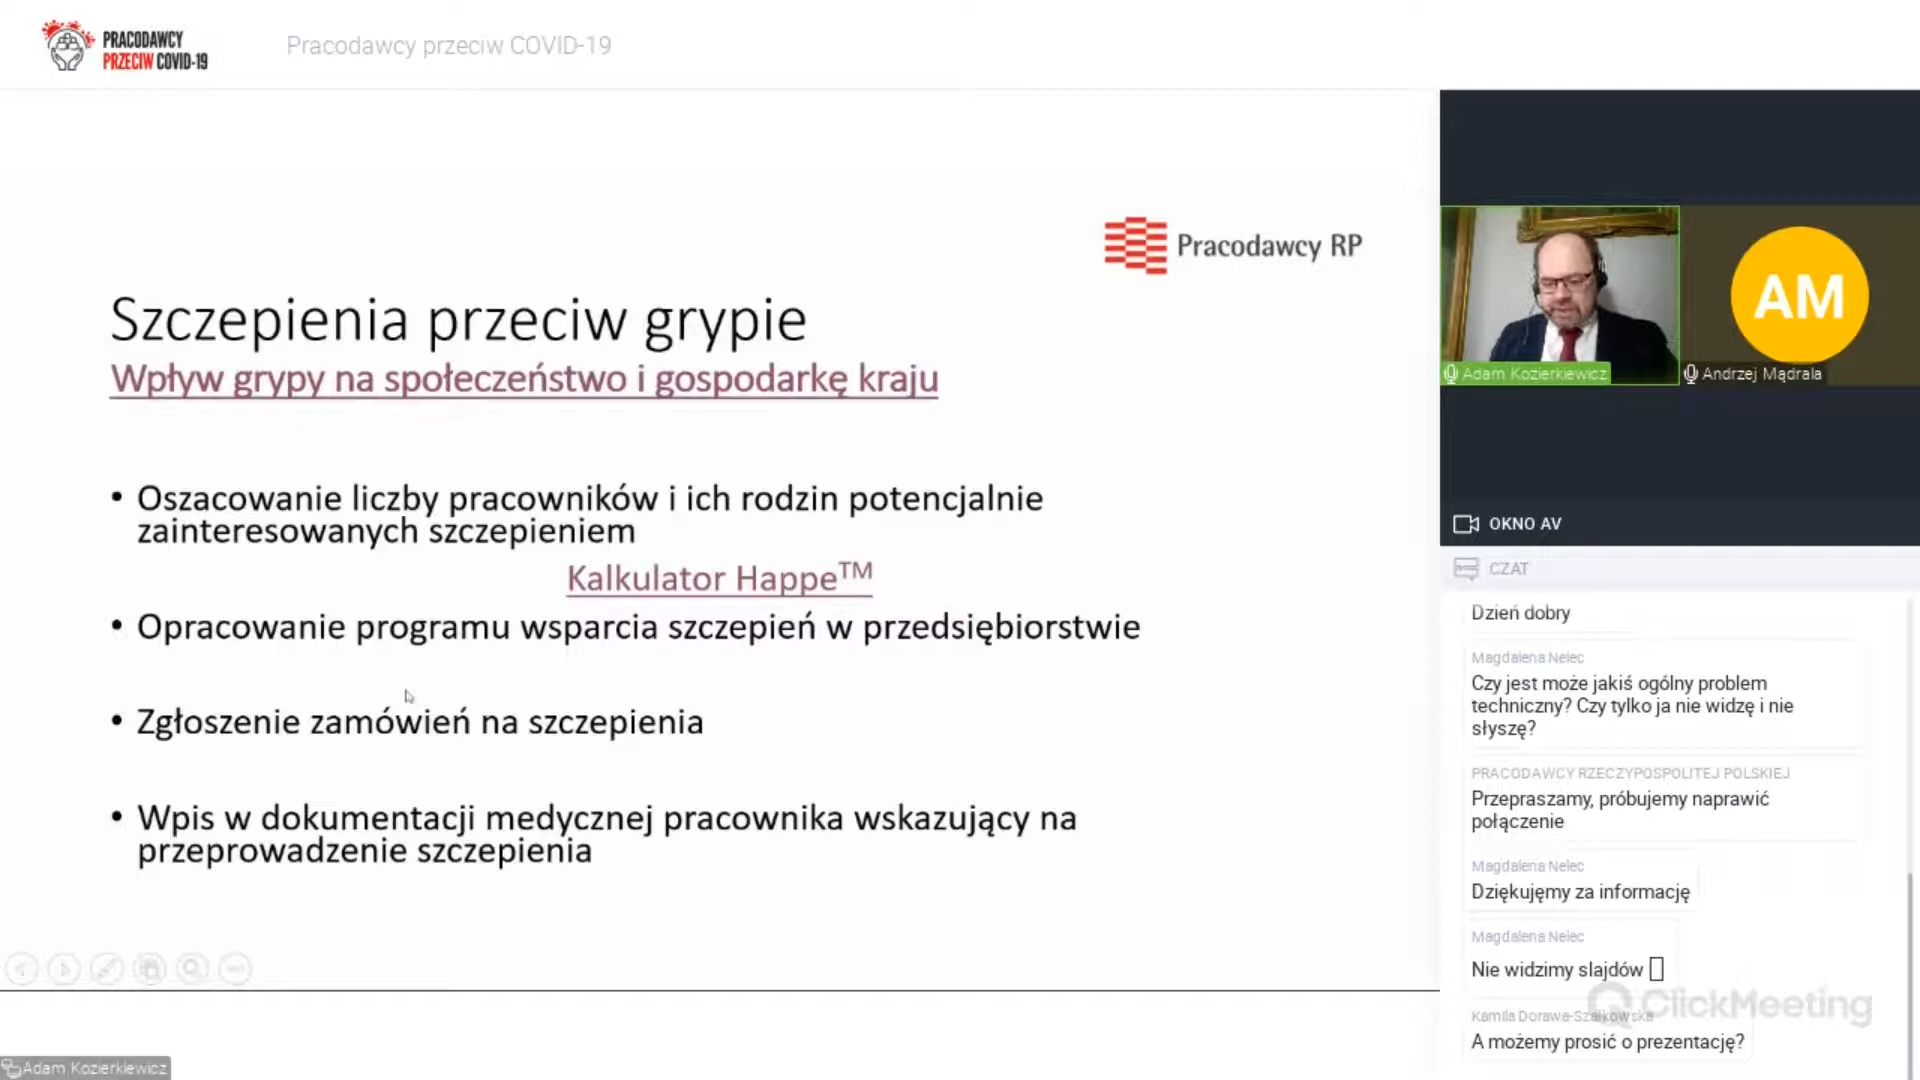 PRACODAWCY
PRZECIW COVID-19
Pracodawcy przeciw COVID-19
Pracodawcy RP
Szczepienia przeciw grypie
Wpływ grypy na społeczeństwo i gospodarkę kraju
• Oszacowanie liczby pracowników i ich rodzin potencjalnie
zainteresowanych szczepieniem
Kalkulator Happe™
• Opracowanie programu wsparcia szczepień w przedsiębiorstwie
• Zgłoszenie zamówień na szczepienia
• Wpis w dokumentacji medycznej pracownika wskazujący na
przeprowadzenie szczepienia
Adam Kozierkiewicz
AM
Adam Kozierkiewicz
Andrzej Mądrala
OKNO AV
CZAT
Dzień dobry
Magdalena Nelec
Czy jest może jakiś ogólny problem
techniczny? Czy tylko ja nie widzę i nie
słyszę?
PRACODAWCY RZECZYPOSPOLITEJ POLSKIEJ
Przepraszamy, próbujemy naprawić
połączenie
Magdalena Nelec
Dziękujęmy za informację
Magdalena Nelec
Nie widzimy slajdów
ClickMeeting
Kamila Dorawa-Szałkowska
A możemy prosić o prezentację?